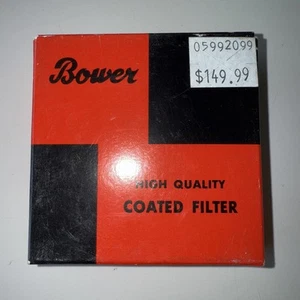 05992099
$149.99
Bower
HIGH QUALITY
COATED FILTER